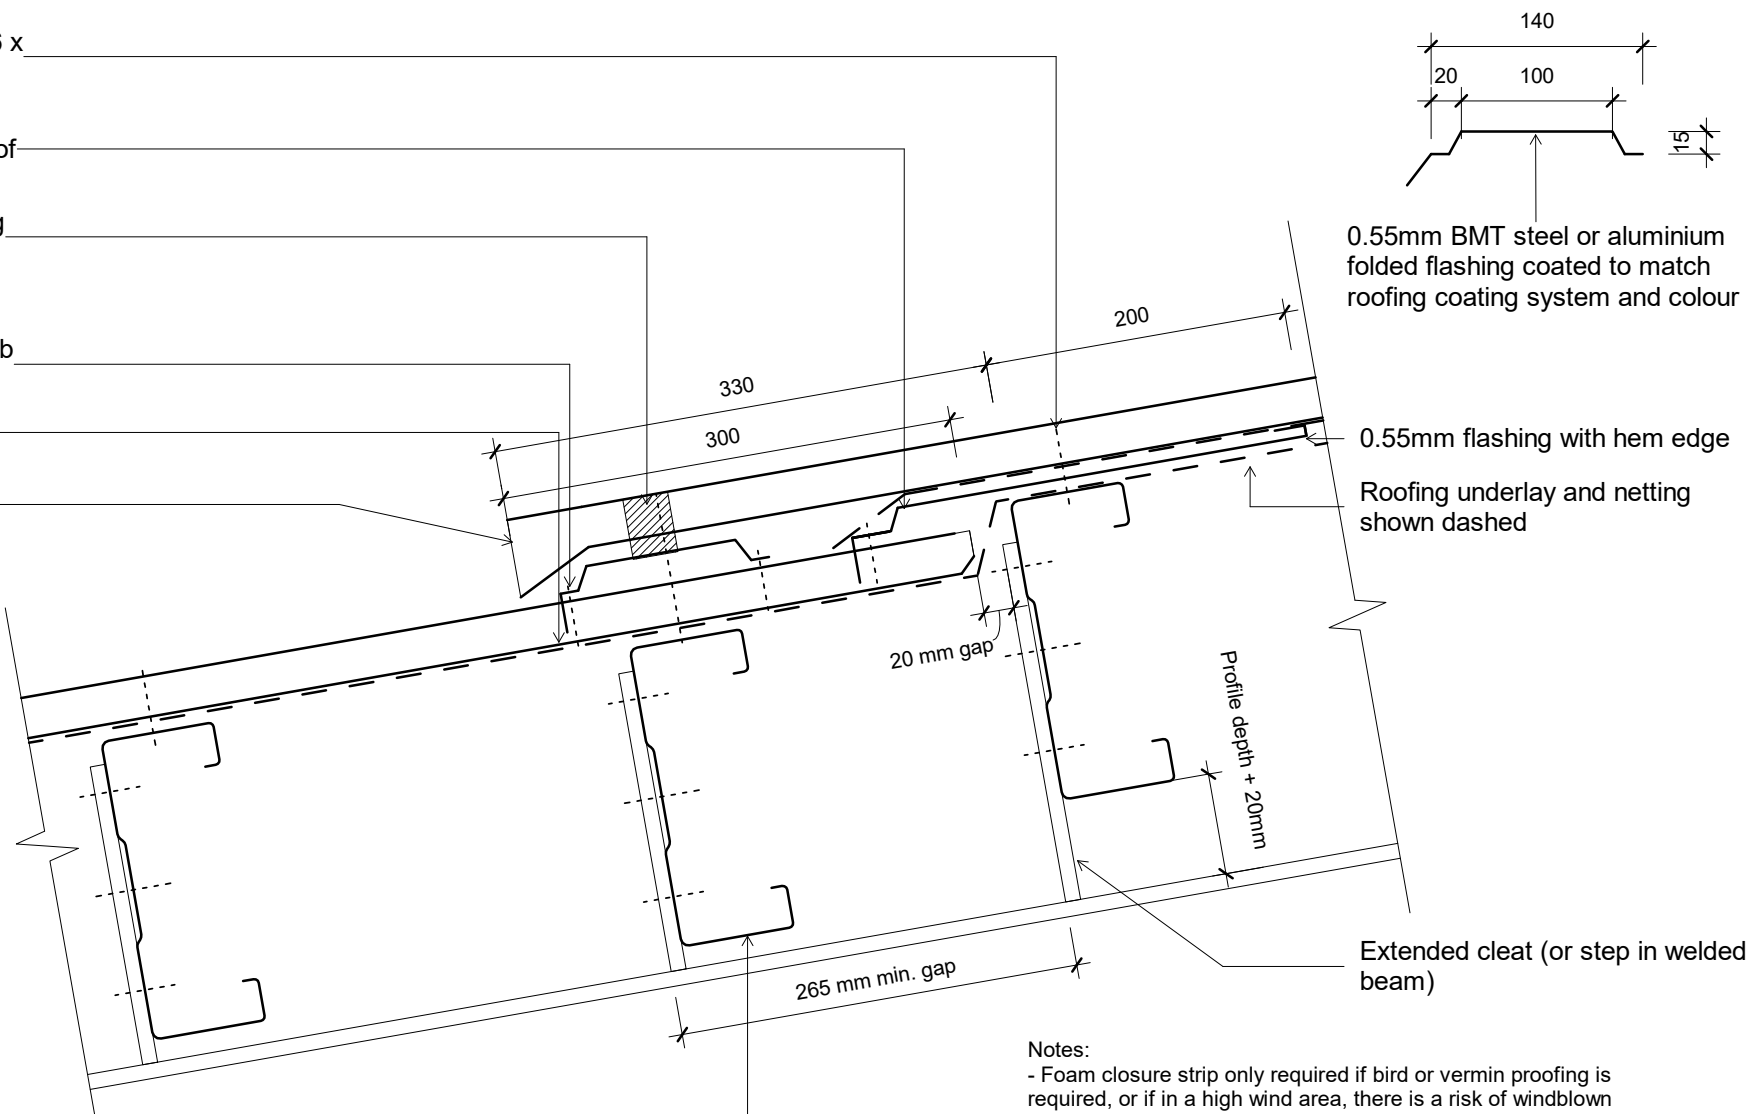 6 x
of
g
b
140
20
100
15
0.55mm BMT steel or aluminium
folded flashing coated to match
roofing coating system and colour
200
330
300
0.55mm flashing with hem edge
Roofing underlay and netting
shown dashed
20 mm gap
Profile depth + 20mm
265 mm min. gap
Extended cleat (or step in welded
beam)
Notes:
- Foam closure strip only required if bird or vermin proofing is
required, or if in a high wind area, there is a risk of windblown